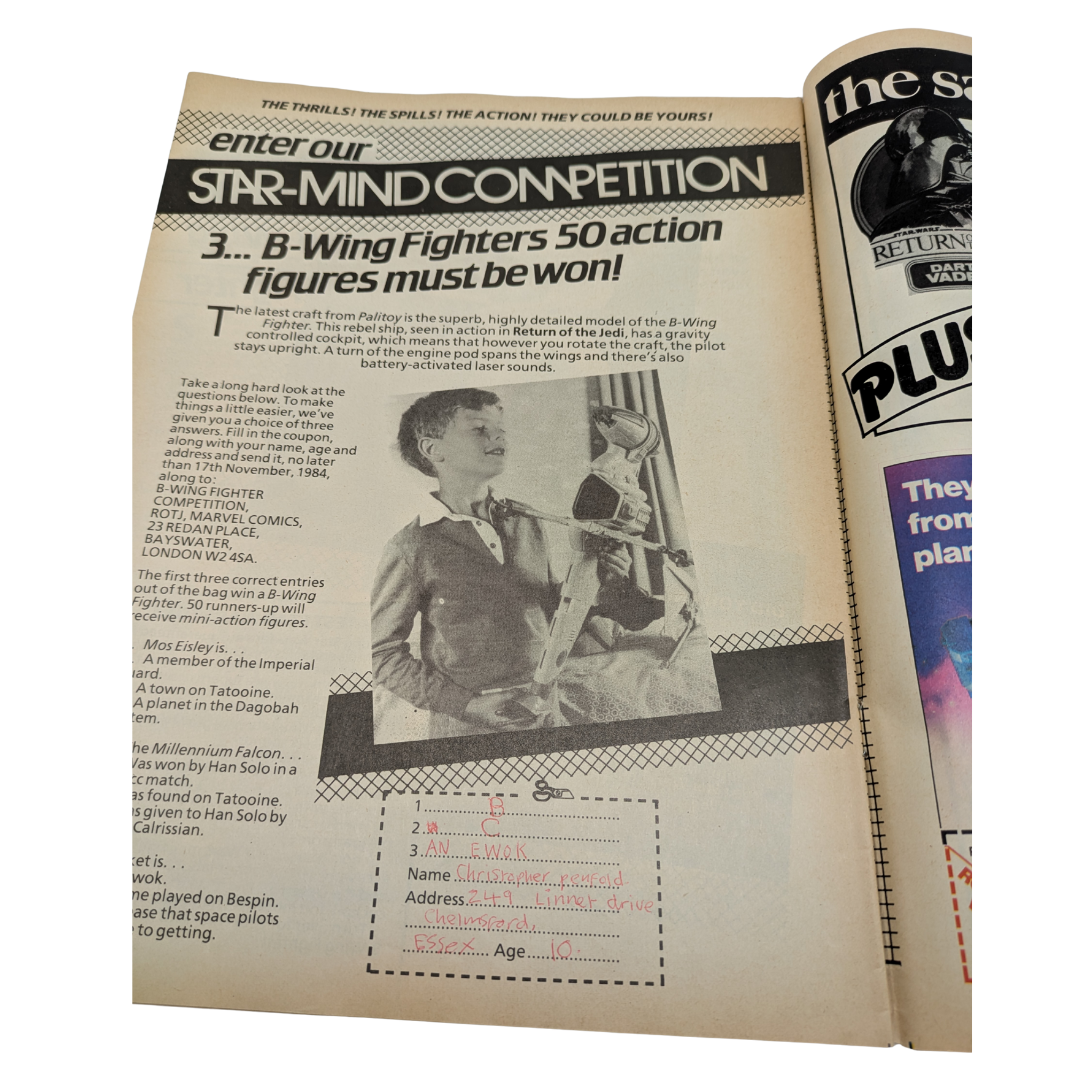 THE THRILLS! THE SPILLS! THE ACTION! THEY COULD BE YOURS!
enter our
STAR-MIND COMPETITION
3... B-Wing Fighters 50 action
figures must be won!
The latest craft from Palitoy is the superb, highly detailed model of the B-Wing
Fighter. This rebel ship, seen in action in Return of the Jedi, has a gravity
controlled cockpit, which means that however you rotate the craft, the pilot
stays upright. A turn of the engine pod spans the wings and there's also
battery-activated laser sounds.
Take a long hard look at the
questions below. To make
things a little easier, we've
given you a choice of three
answers. Fill in the coupon,
along with your name, age and
address and send it, no later
than 17th November, 1984,
along to:
B-WING FIGHTER
COMPETITION,
ROTJ, MARVEL COMICS,
23 REDAN PLACE,
BAYSWATER,
LONDON W2 4SA.
The first three correct entries
out of the bag win a B-Wing
Fighter. 50 runners-up will
receive mini-action figures.
Mos Eisley is...
A member of the Imperial
uard.
A town on Tatooine.
A planet in the Dagobah
tem.
he Millennium Falcon...
Was won by Han Solo in a
cc match.
as found on Tatooine.
as given to Han Solo by
Calrissian.
ket is...
wok.
me played on Bespin.
ease that space pilots
e to getting.
1 B
2 C
3 AN EWOK
Name Christopher penfold
Address 249 Linnet drive
Chelmsford,
Essex Age 10.
the sa
STAR WARS
RETURN
DART
VADE
PLUS
They
from
plan